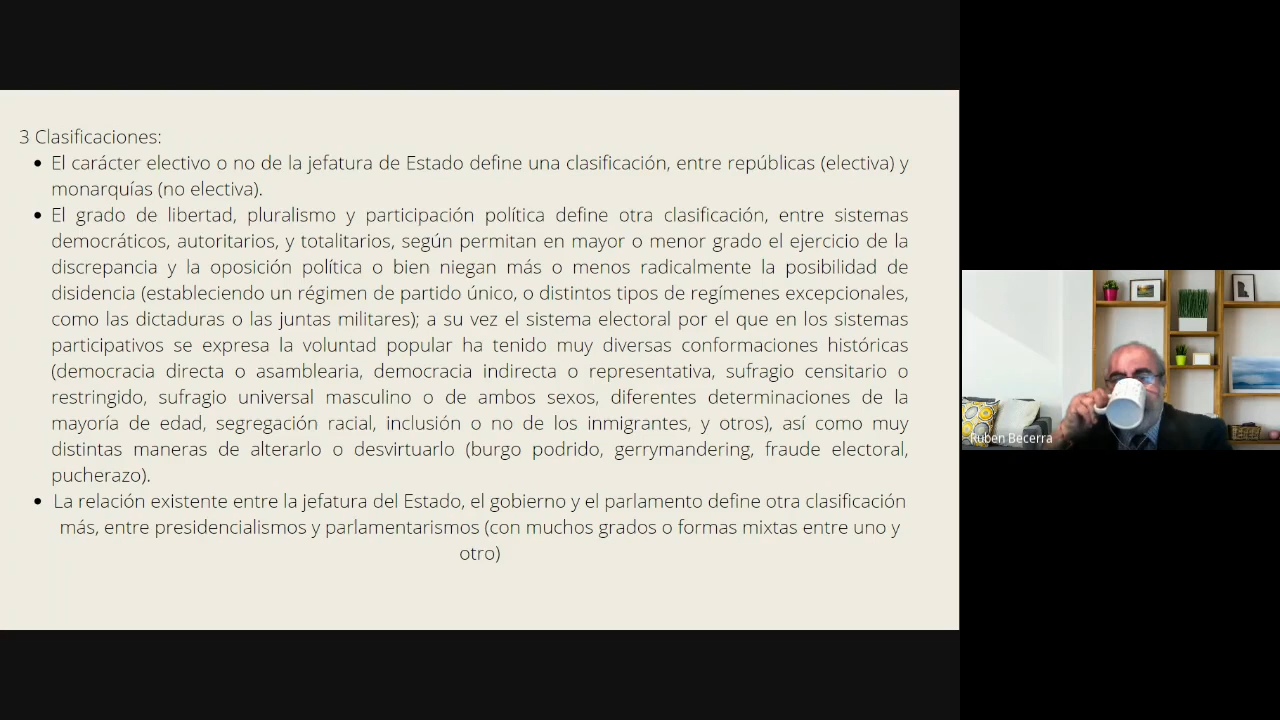 3 Clasificaciones:
• El carácter electivo o no de la jefatura de Estado define una clasificación, entre repúblicas (electiva) y
monarquías (no electiva).
• El grado de libertad, pluralismo y participación política define otra clasificación, entre sistemas
democráticos, autoritarios, y totalitarios, según permitan en mayor o menor grado el ejercicio de la
discrepancia y la oposición política o bien niegan más o menos radicalmente la posibilidad de
disidencia (estableciendo un régimen de partido único, o distintos tipos de regímenes excepcionales,
como las dictaduras o las juntas militares); a su vez el sistema electoral por el que en los sistemas
participativos se expresa la voluntad popular ha tenido muy diversas conformaciones históricas
(democracia directa o asamblearia, democracia indirecta o representativa, sufragio censitario o
restringido, sufragio universal masculino o de ambos sexos, diferentes determinaciones de la
mayoría de edad, segregación racial, inclusión o no de los inmigrantes, y otros), así como muy
distintas maneras de alterarlo o desvirtuarlo (burgo podrido, gerrymandering, fraude electoral,
pucherazo).
• La relación existente entre la jefatura del Estado, el gobierno y el parlamento define otra clasificación
más, entre presidencialismos y parlamentarismos (con muchos grados o formas mixtas entre uno y
otro)
Ruben Becerra